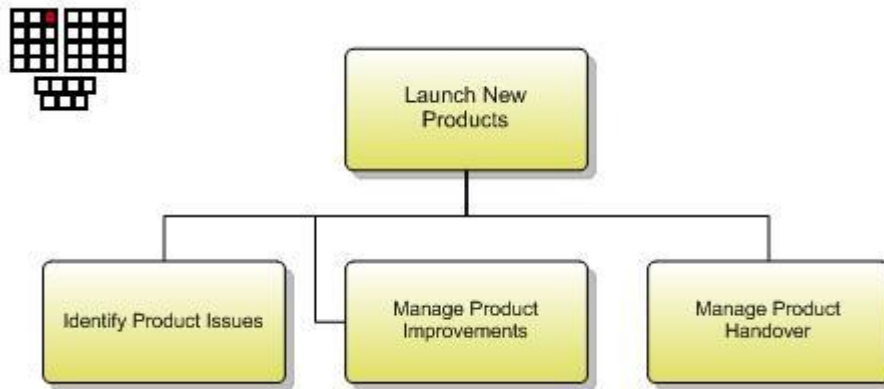 Launch New
Products
Identify Product Issues
Manage Product
Improvements
Manage Product
Handover